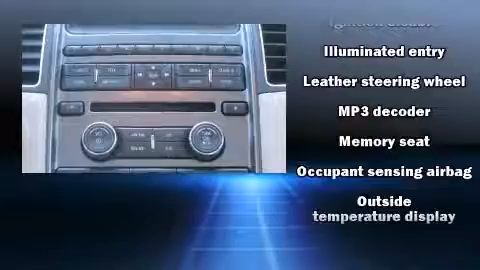 Illuminated entry
Leather steering wheel
MP3 decoder
Memory seat
Occupant sensing airbag
Outside
temperature display